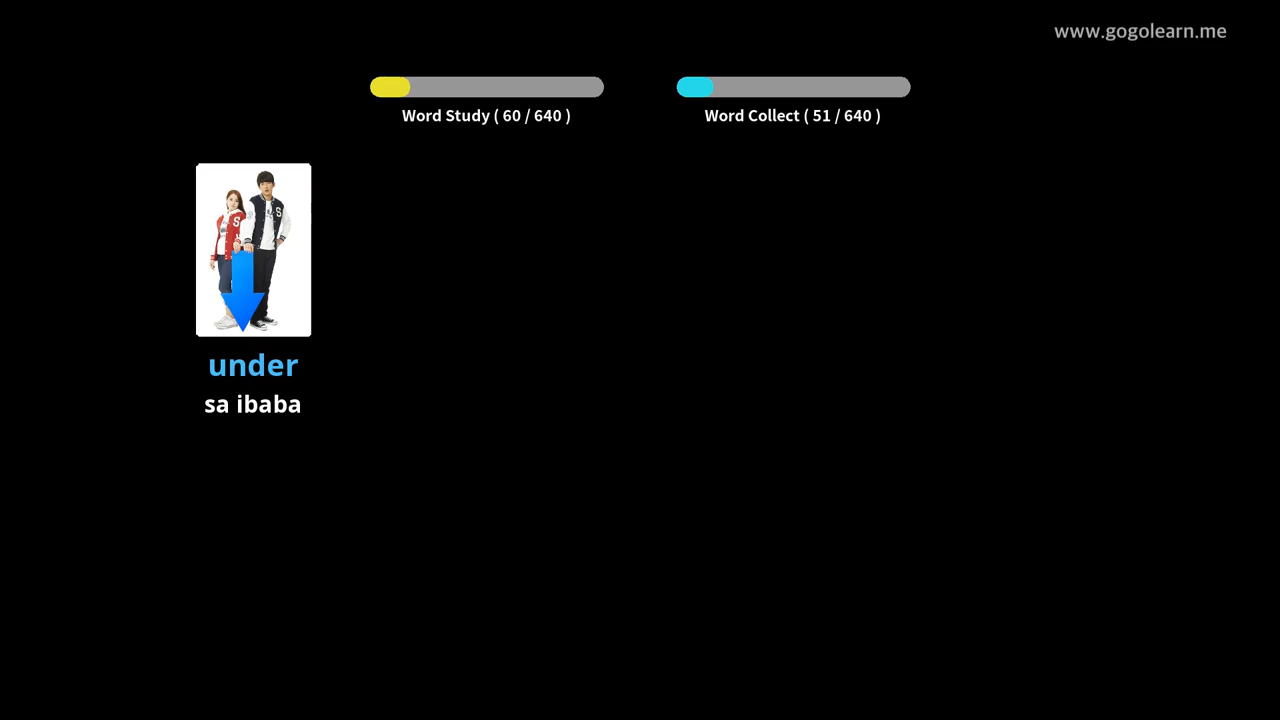 www.gogolearn.me
Word Study ( 60 / 640 )
Word Collect ( 51 / 640 )
S
S
under
sa ibaba